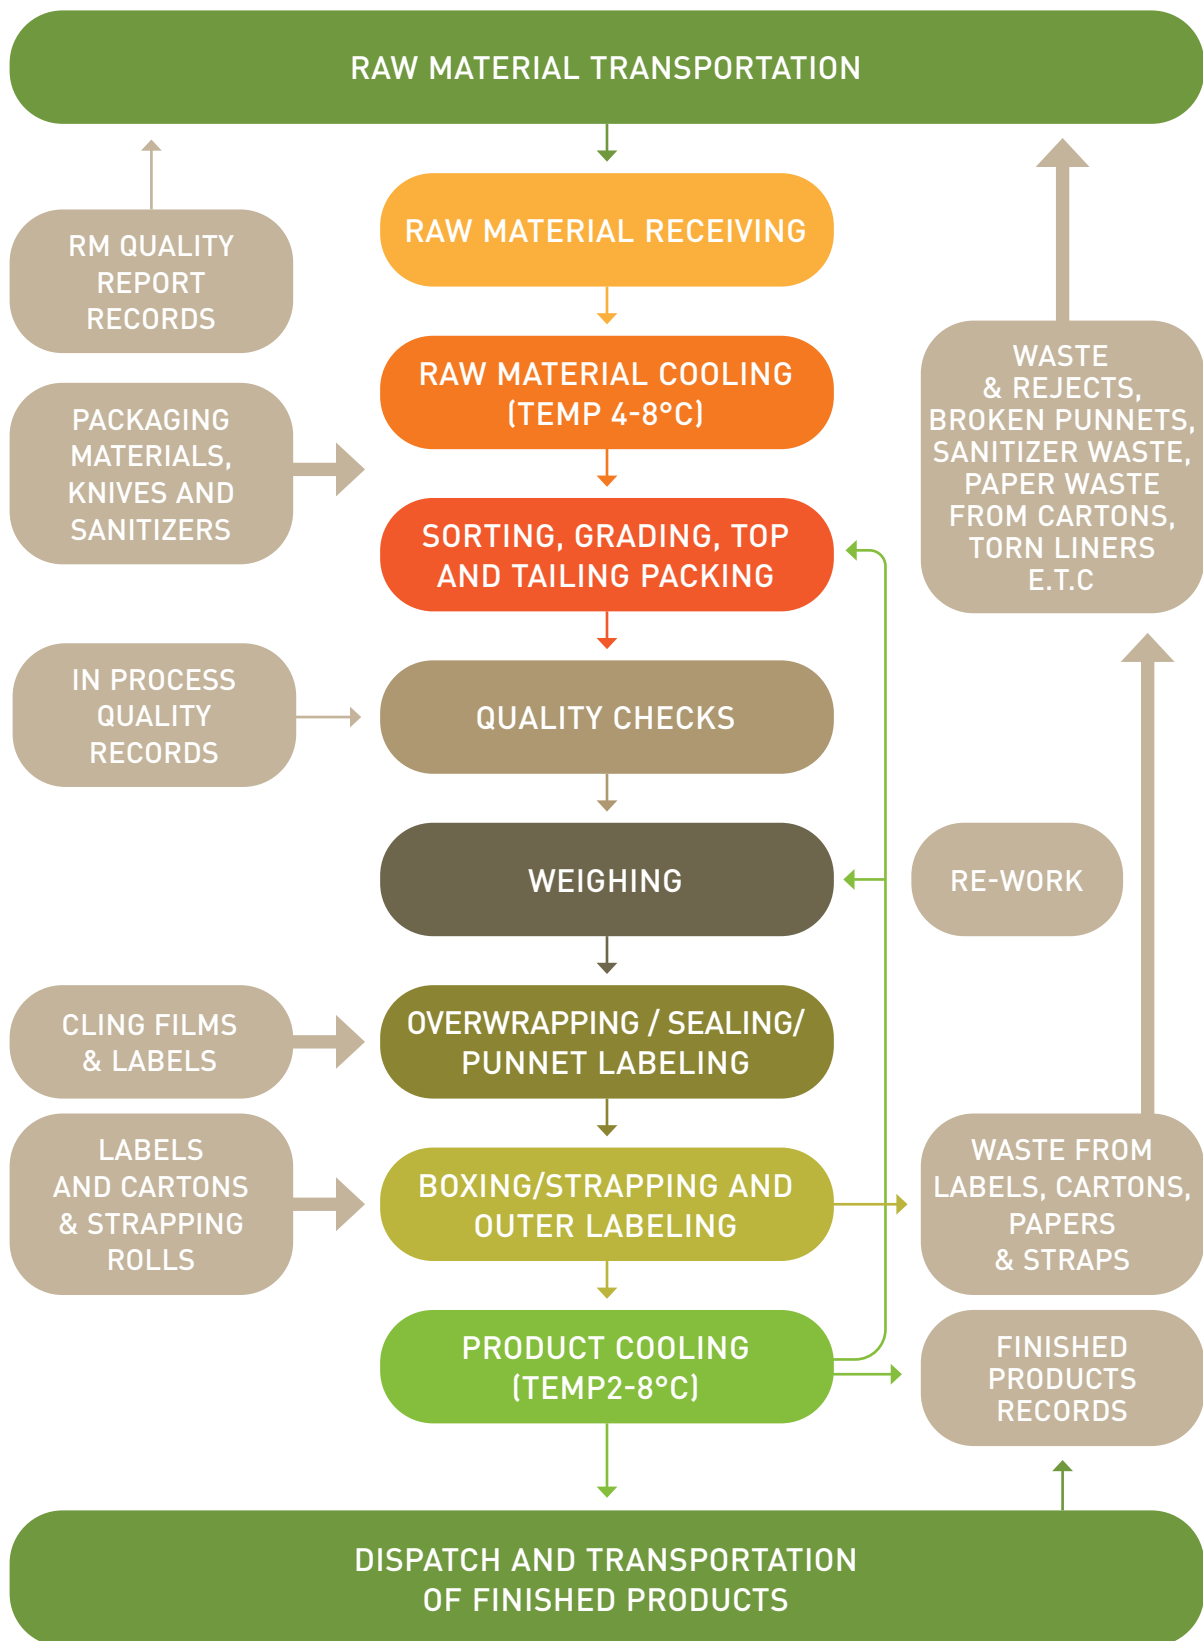 RAW MATERIAL TRANSPORTATION
RAW MATERIAL RECEIVING
RM QUALITY
REPORT
RECORDS
RAW MATERIAL COOLING
(TEMP 4-8°C)
PACKAGING
MATERIALS,
KNIVES AND
SANITIZERS
WASTE
& REJECTS,
BROKEN PUNNETS,
SANITIZER WASTE,
PAPER WASTE
FROM CARTONS,
TORN LINERS
E.T.C
SORTING, GRADING, TOP
AND TAILING PACKING
IN PROCESS
QUALITY
RECORDS
QUALITY CHECKS
WEIGHING
RE-WORK
CLING FILMS
& LABELS
OVERWRAPPING / SEALING/
PUNNET LABELING
LABELS
AND CARTONS
& STRAPPING
ROLLS
BOXING/STRAPPING AND
OUTER LABELING
WASTE FROM
LABELS, CARTONS,
PAPERS
& STRAPS
PRODUCT COOLING
(TEMP2-8°C)
FINISHED
PRODUCTS
RECORDS
DISPATCH AND TRANSPORTATION
OF FINISHED PRODUCTS